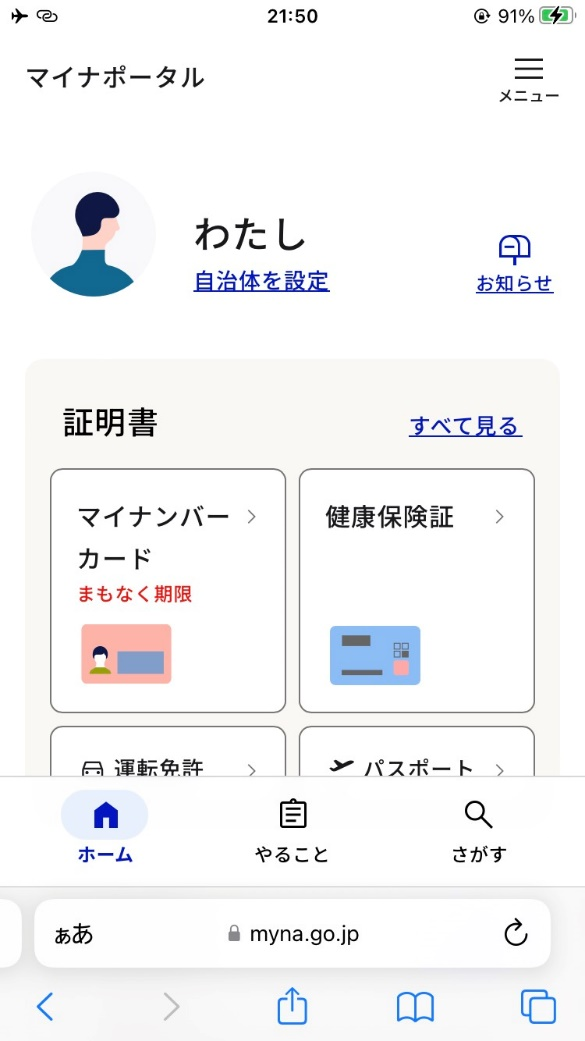 21:50
91%
マイナポータル
メニュー
わたし
自治体を設定
お知らせ
証明書
すべて見る
マイナンバー
カード
まもなく期限
健康保険証
運転免許
パスポート
ホーム
やること
さがす
ぁあ
myna.go.jp